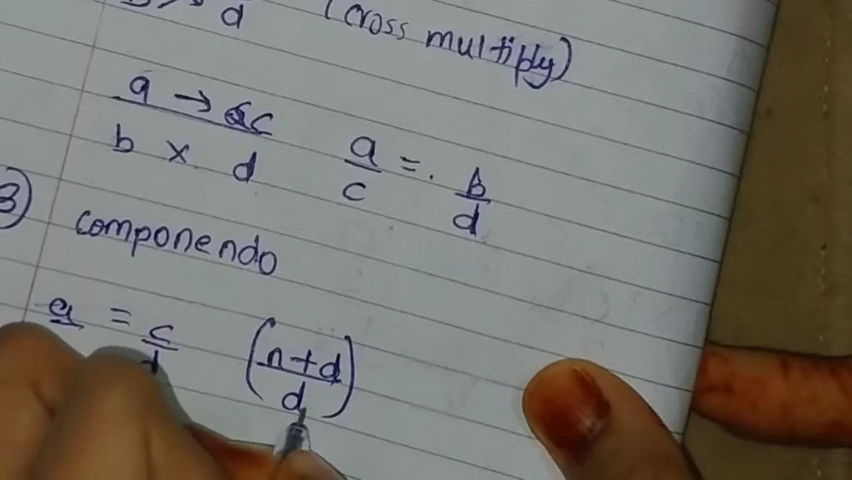 d (cross multiply)
a → c
b × d a/c = . b/d
3) componendo
a = c/ (n+d/d)